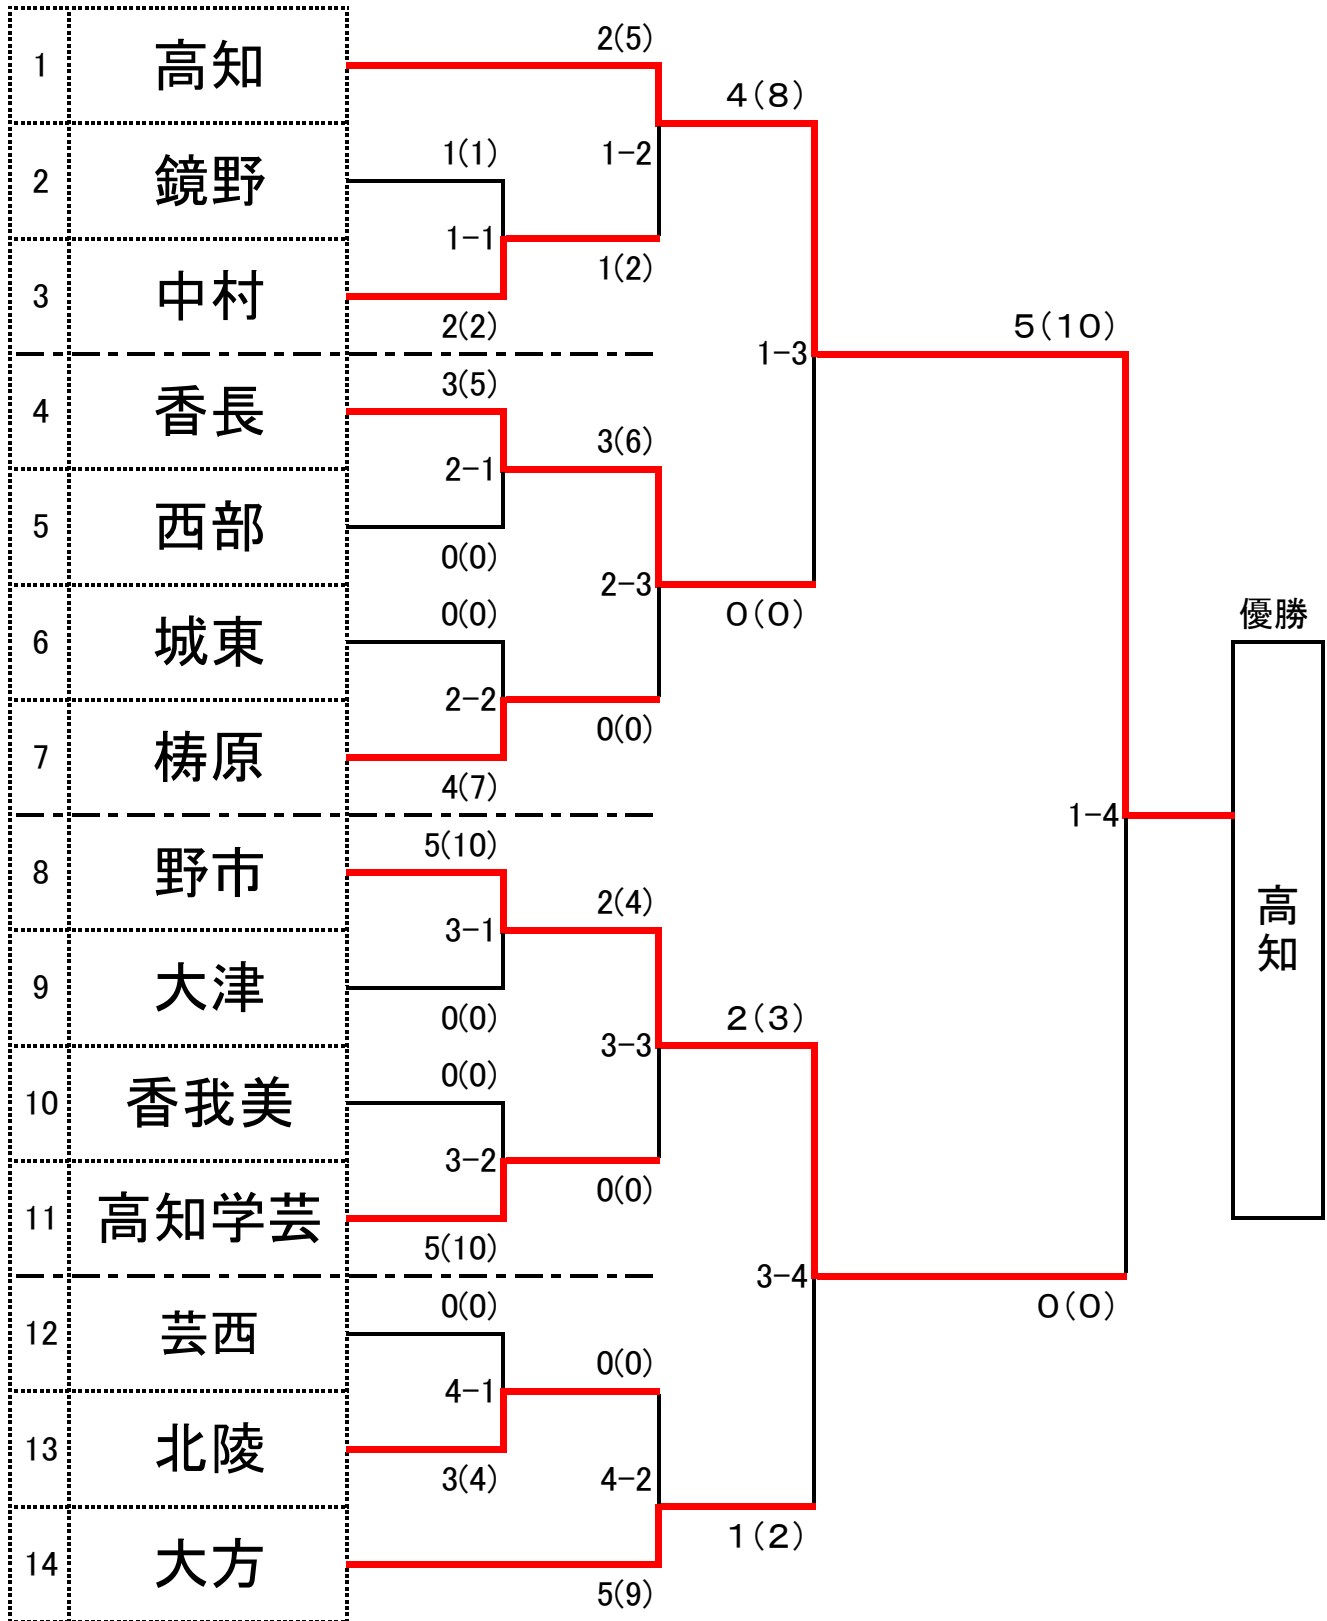 2(5)
1 高知
4(8)
1(1)
1-2
2 鏡野
1-1
1(2)
3 中村
2(2)
5(10)
1-3
3(5)
4 香長
3(6)
2-1
5 西部
0(0)
2-3
0(0)
0(0)
優勝
6 城東
2-2
0(0)
7 梼原
4(7)
1-4
5(10)
8 野市
2(4)
3-1
高知
9 大津
0(0)
2(3)
3-3
0(0)
10 香我美
3-2
0(0)
11 高知学芸
5(10)
3-4
0(0)
0(0)
12 芸西
0(0)
4-1
13 北陵
3(4)
4-2
1(2)
14 大方
5(9)